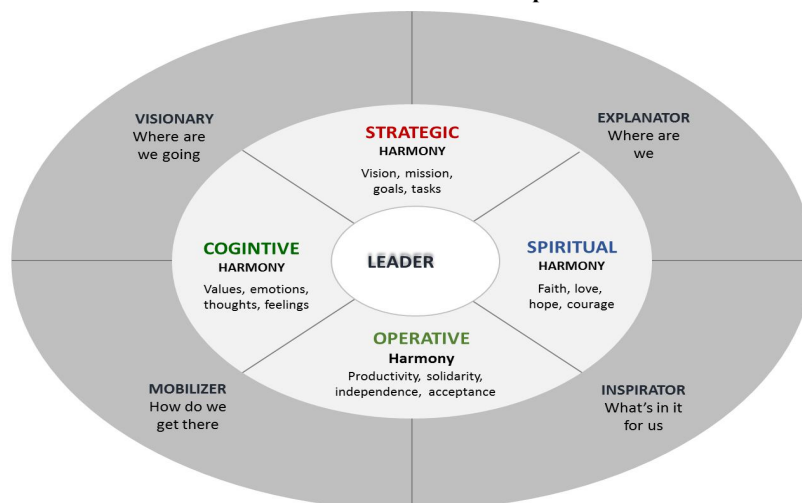 VISIONARY
Where are
we going
EXPLANATOR
Where are
we
STRATEGIC
HARMONY
Vision, mission,
goals, tasks
COGINTIVE
HARMONY
Values, emotions,
thoughts, feelings
LEADER
SPIRITUAL
HARMONY
Faith, love,
hope, courage
OPERATIVE
Harmony
Productivity, solidarity,
independence, acceptance
MOBILIZER
How do we
get there
INSPIRATOR
What's in it
for us